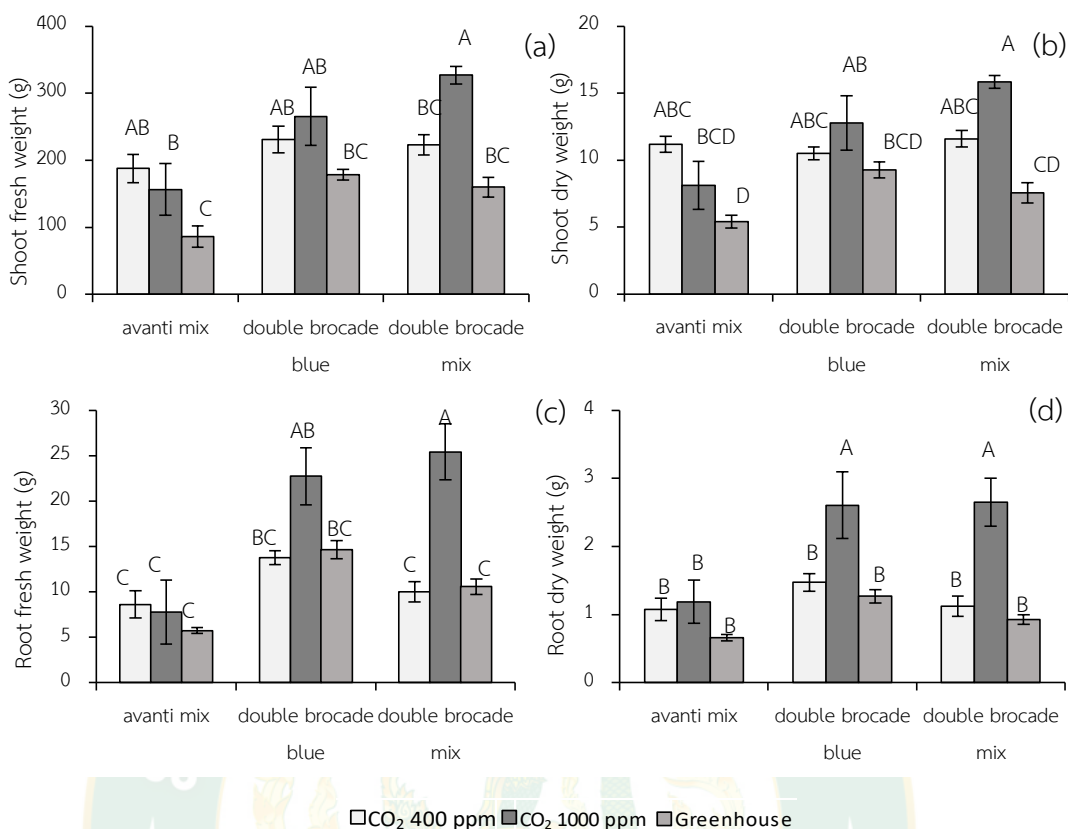 Shoot fresh weight (g)
400
300
200
100
0
(a)
AB
B
C
AB
AB
BC
BC
A
BC
avanti mix
double brocade
blue
double brocade
mix
Shoot dry weight (g)
20
15
10
5
0
(b)
ABC
BCD
D
ABC
AB
BCD
ABC
A
CD
avanti mix
double brocade
blue
double brocade
mix
Root fresh weight (g)
30
25
20
15
10
5
0
(c)
C
C
C
BC
AB
BC
C
A
C
avanti mix
double brocade
blue
double brocade
mix
Root dry weight (g)
4
3
2
1
0
(d)
B
B
B
B
A
B
B
A
B
avanti mix
double brocade
blue
double brocade
mix
CO₂ 400 ppm CO₂ 1000 ppm Greenhouse